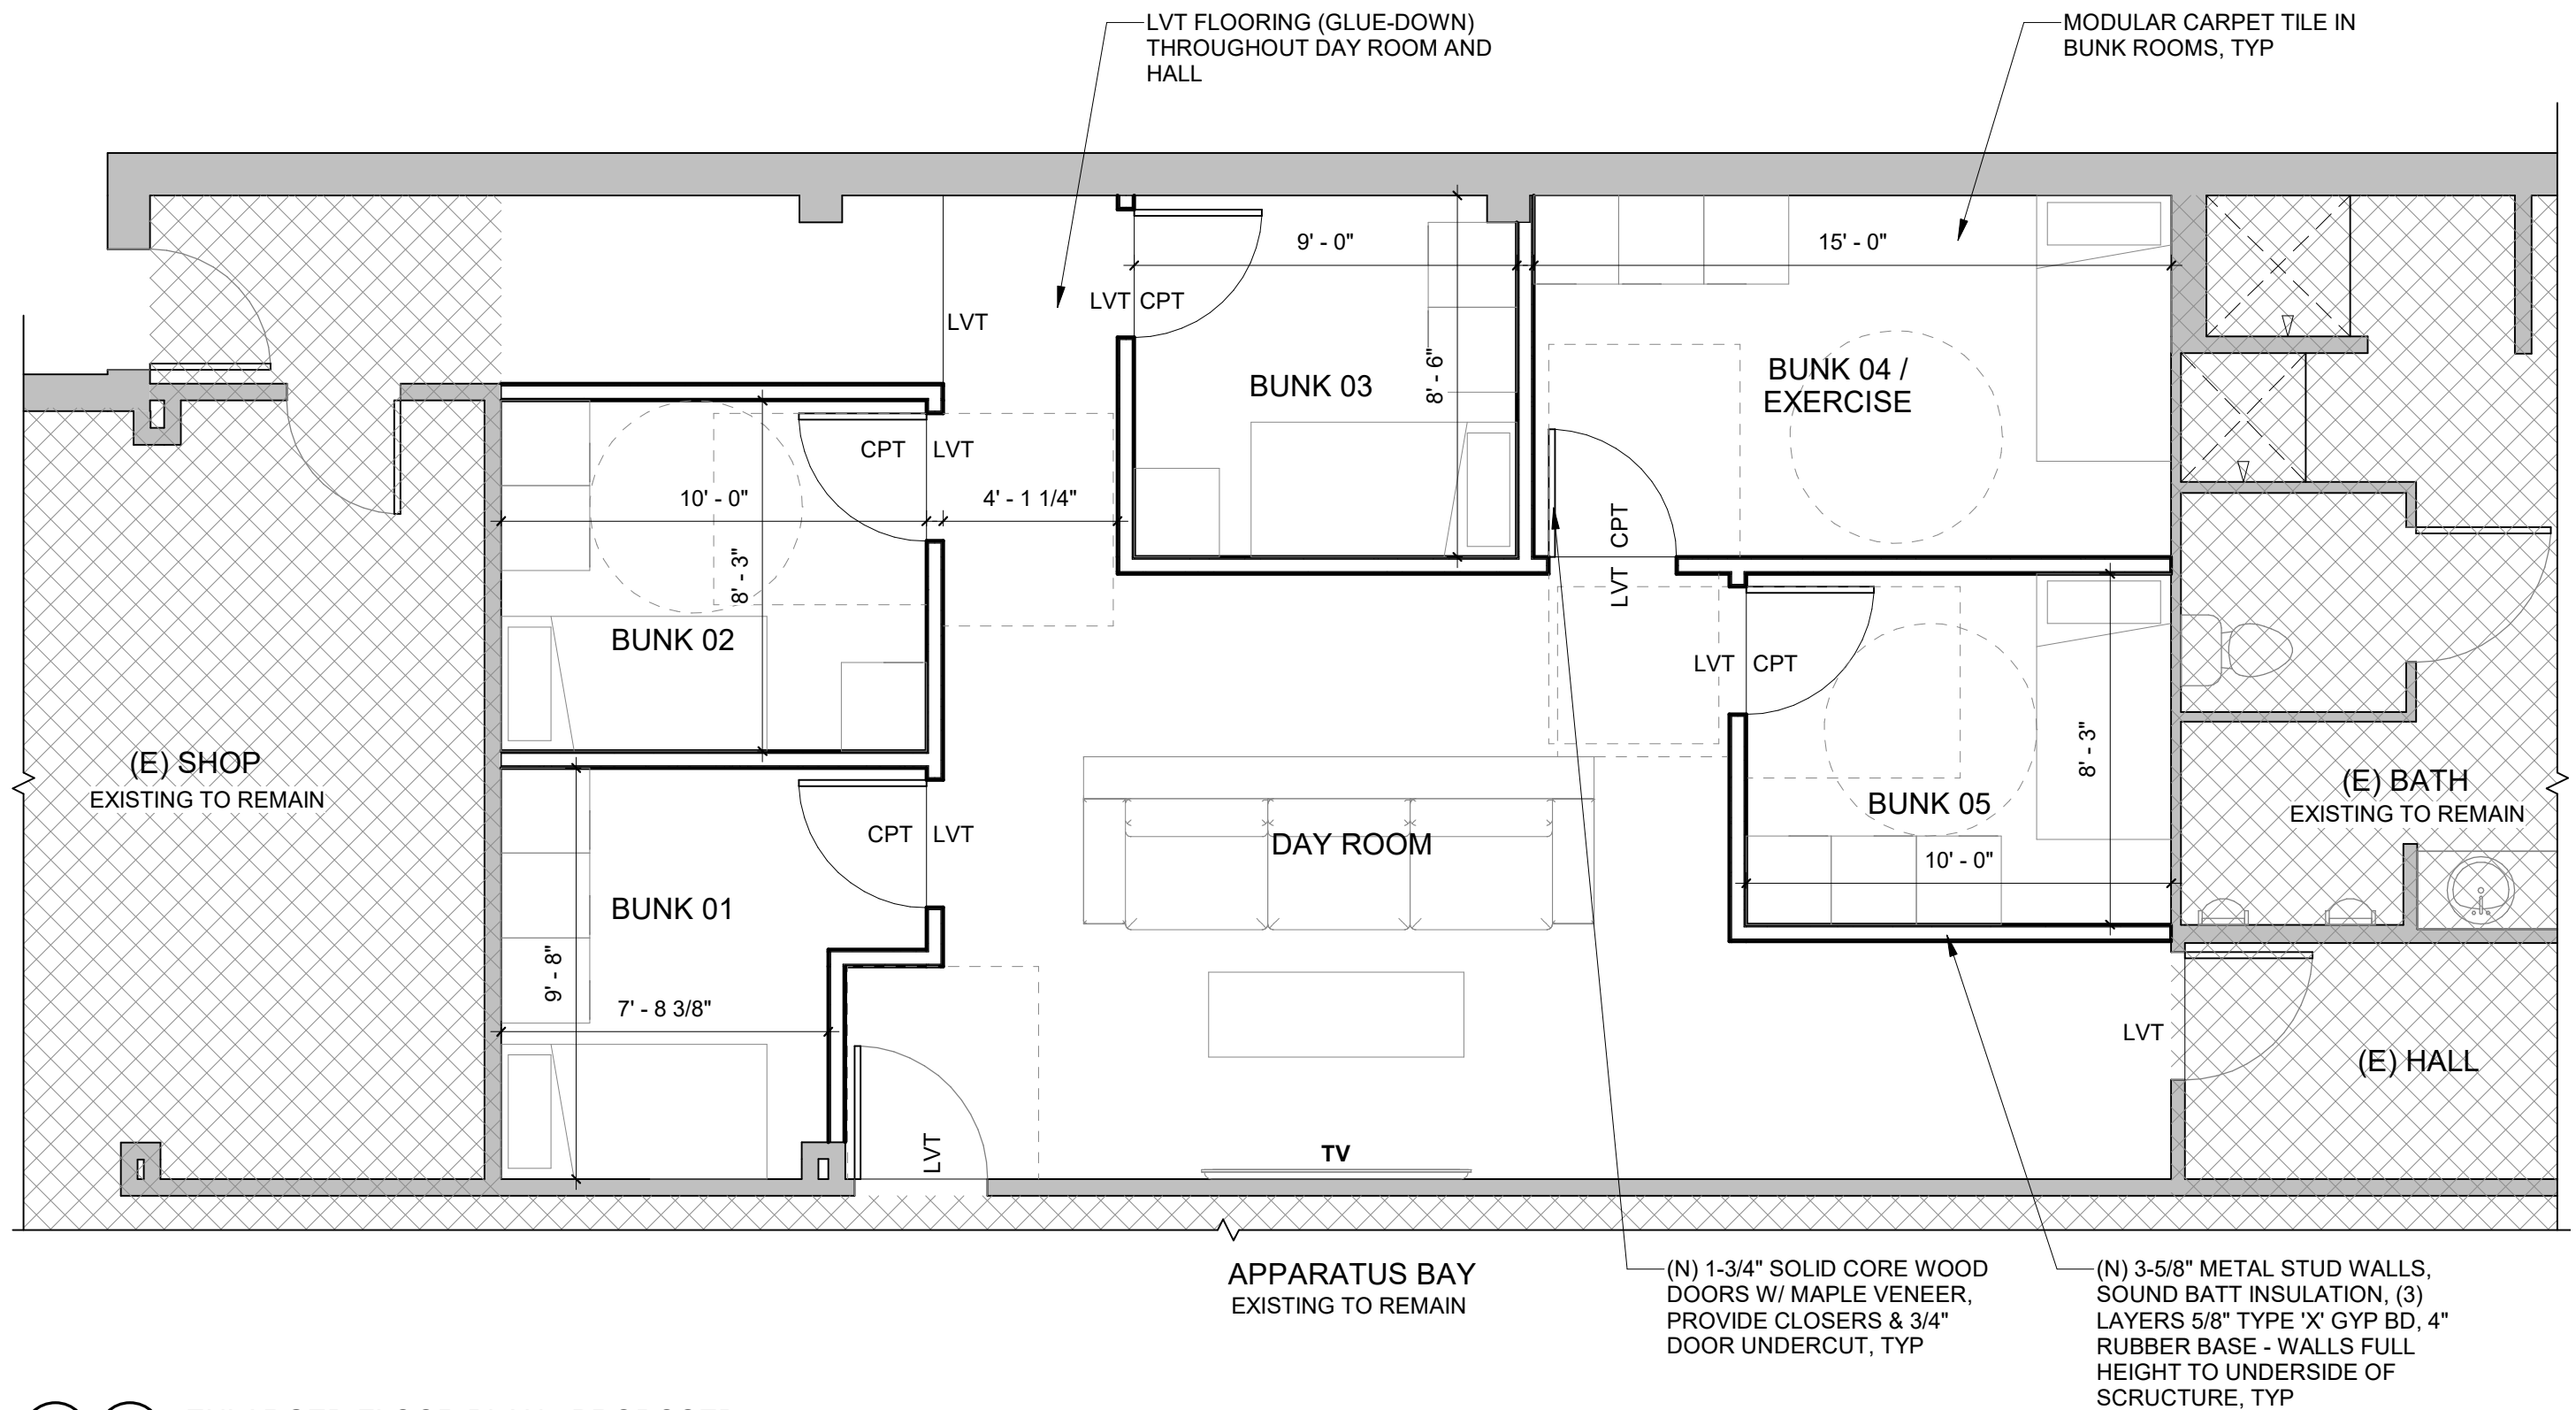 LVT FLOORING (GLUE-DOWN)
THROUGHOUT DAY ROOM AND
HALL
MODULAR CARPET TILE IN
BUNK ROOMS, TYP
9' - 0"
15' - 0"
LVT CPT
LVT
BUNK 03
8' - 6"
BUNK 04 /
EXERCISE
CPT LVT
10' - 0"
4' - 1 1/4"
8' - 3"
CPT
LVT
BUNK 02
LVT CPT
8' - 3"
(E) SHOP
EXISTING TO REMAIN
CPT LVT
DAY ROOM
BUNK 05
10' - 0"
(E) BATH
EXISTING TO REMAIN
BUNK 01
9' - 8"
7' - 8 3/8"
LVT
(E) HALL
LVT
TV
APPARATUS BAY
EXISTING TO REMAIN
(N) 1-3/4" SOLID CORE WOOD
DOORS W/ MAPLE VENEER,
PROVIDE CLOSERS & 3/4"
DOOR UNDERCUT, TYP
(N) 3-5/8" METAL STUD WALLS,
SOUND BATT INSULATION, (3)
LAYERS 5/8" TYPE 'X' GYP BD, 4"
RUBBER BASE - WALLS FULL
HEIGHT TO UNDERSIDE OF
SCRUCTURE, TYP